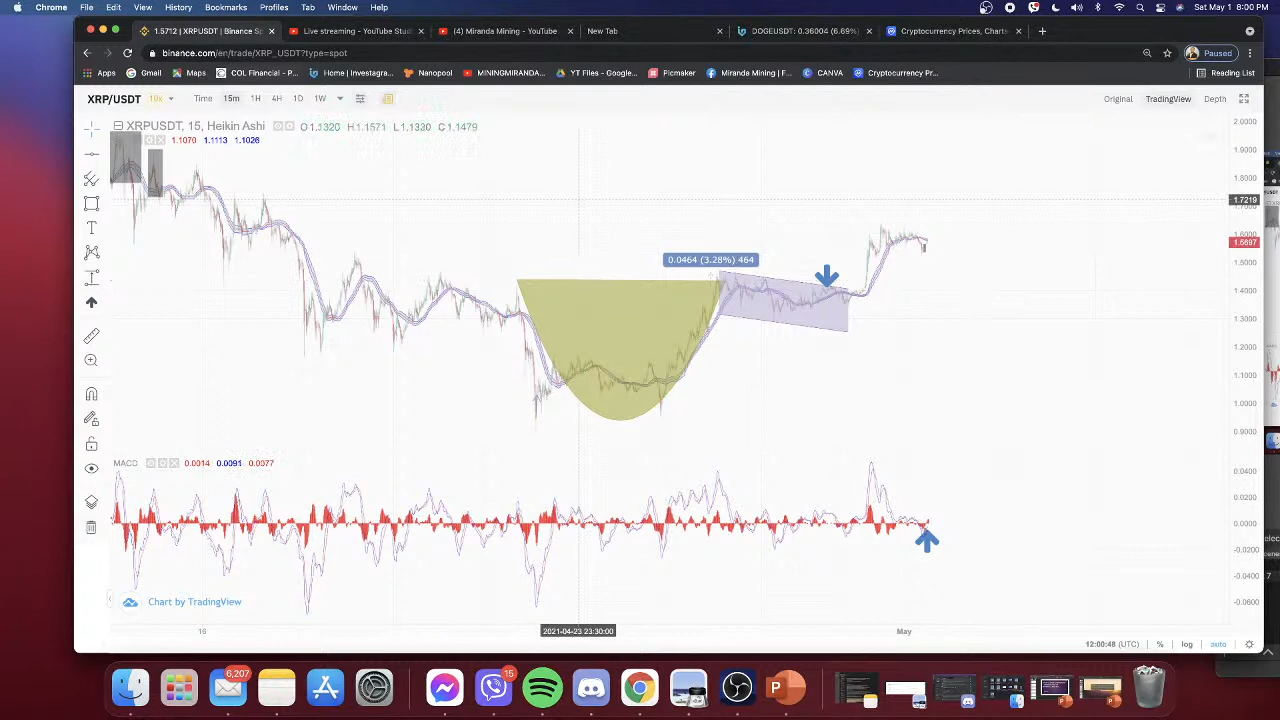 Chrome File Edit View History Bookmarks Profiles Tab Window Help Sat May 1 8:00 PM
1.5712 | XRPUSDT | Binance Sp Live streaming - YouTube Stud (4) Miranda Mining - YouTube New Tab DOGEUSDT: 0.36004 (6.69%) Cryptocurrency Prices, Charts
binance.com/en/trade/XRP_USDT?type=spot Paused
Apps Gmail Maps COL Financial - P... Home | Investagra... Nanopool MININGMIRANDA... YT Files - Google... Picmaker Miranda Mining | F... CANVA Cryptocurrency Pr... Reading List
XRP/USDT 10x Time 15m 1H 4H 1D 1W Original TradingView Depth
XRPUSDT, 15, Heikin Ashi O 1.1320 H 1.1571 L 1.1320 C 1.1479
1.1070 1.1113 1.1026
2.0000
1.9000
1.8000
1.7219
1.6000
1.5697
1.5000
0.0464 (3.28%) 464
1.4000
1.3000
1.2000
1.1000
1.0000
0.9000
MACD 0.0014 0.0091 0.0077
0.0400
0.0200
0.0000
-0.0200
-0.0400
-0.0600
Chart by TradingView
16 2021-04-23 23:30:00 May
12:00:48 (UTC) % log auto
6,207
15